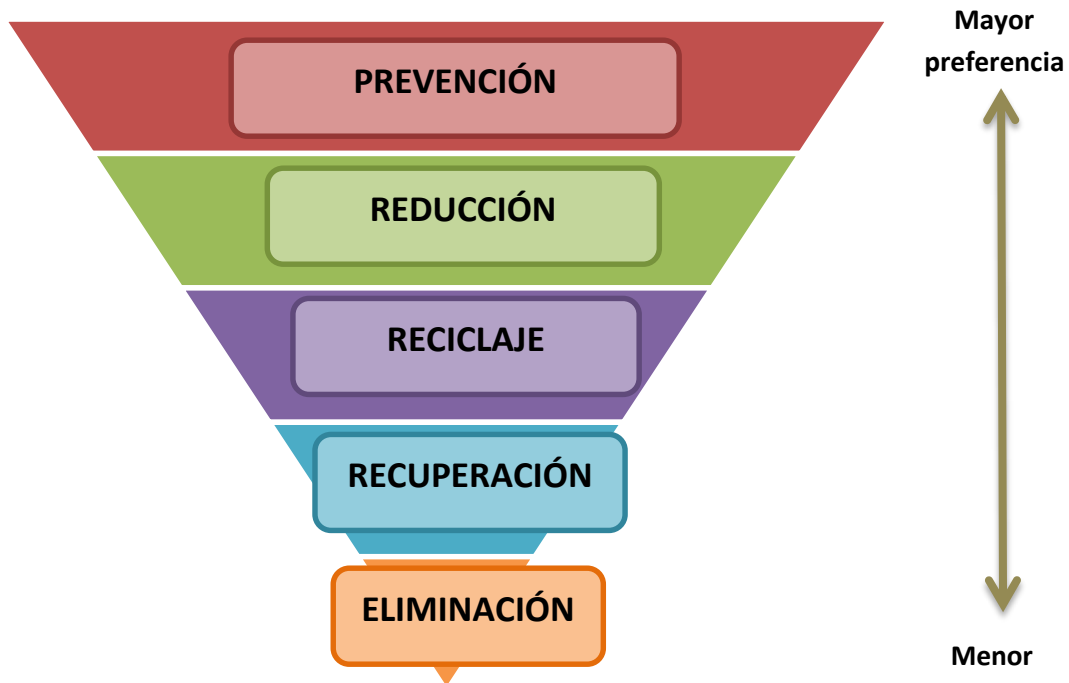 Mayor
preferencia
PREVENCIÓN
REDUCCIÓN
RECICLAJE
RECUPERACIÓN
ELIMINACIÓN
Menor